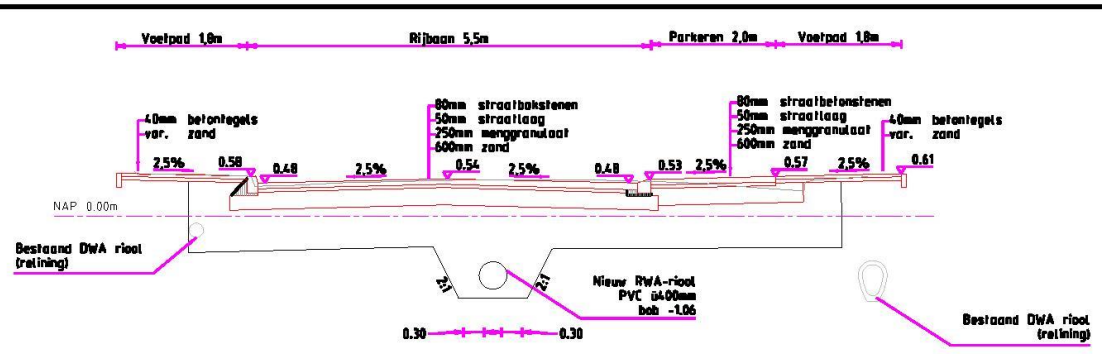 Voetpad 1,8m
Rijbaan 5,5m
Parkeren 2,0m
Voetpad 1,8m
40mm betontegels
var. zand
80mm straatbakstenen
50mm straatlaag
250mm menggranulaat
600mm zand
80mm straatbetonstenen
50mm straatlaag
250mm menggranulaat
600mm zand
40mm betontegels
var. zand
2,5%
0.58
0.48
2,5%
0.54
2,5%
0.48
0.53
2,5%
0.57
2,5%
0.61
NAP 0.00m
Bestaand DWA riool
(relining)
2:1
2:1
Nieuw RWA-riool
PVC ü400mm
bob -1.06
0.30
0.30
Bestaand DWA riool
(relining)